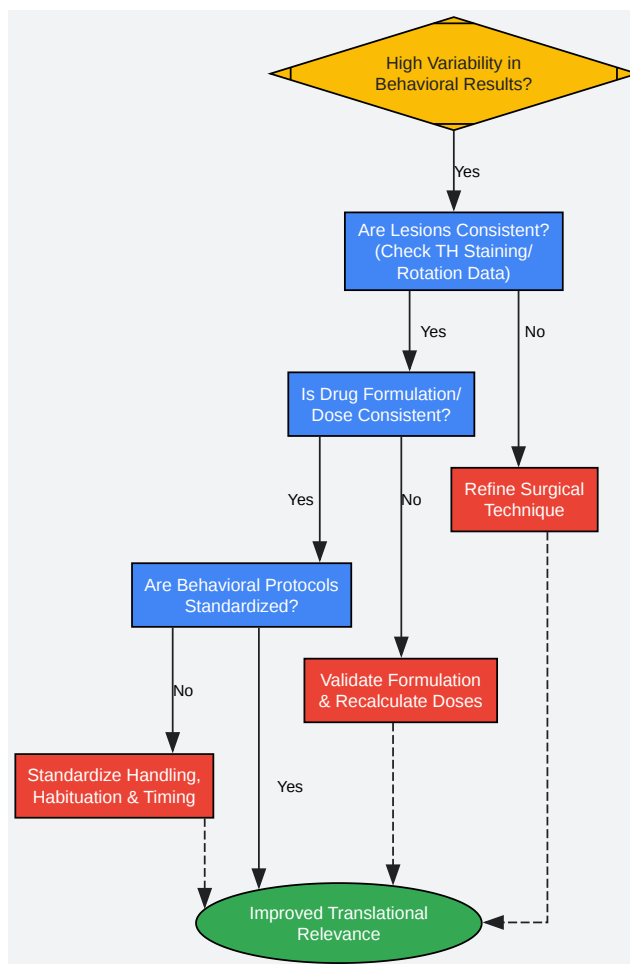 High Variability in
Behavioral Results?
Yes
Are Lesions Consistent?
(Check TH Staining/
Rotation Data)
Yes
No
Is Drug Formulation/
Dose Consistent?
Yes
No
Refine Surgical
Technique
Are Behavioral Protocols
Standardized?
No
Validate Formulation
& Recalculate Doses
Standardize Handling,
Habituation & Timing
Yes
Improved Translational
Relevance